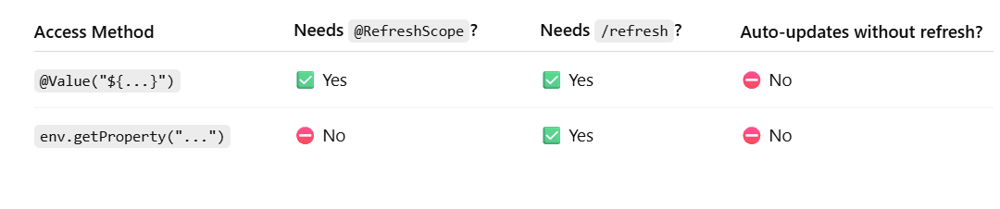 Access Method Needs @RefreshScope? Needs /refresh? Auto-updates without refresh?
@Value("${...}") Yes Yes No
env.getProperty("...") No Yes No